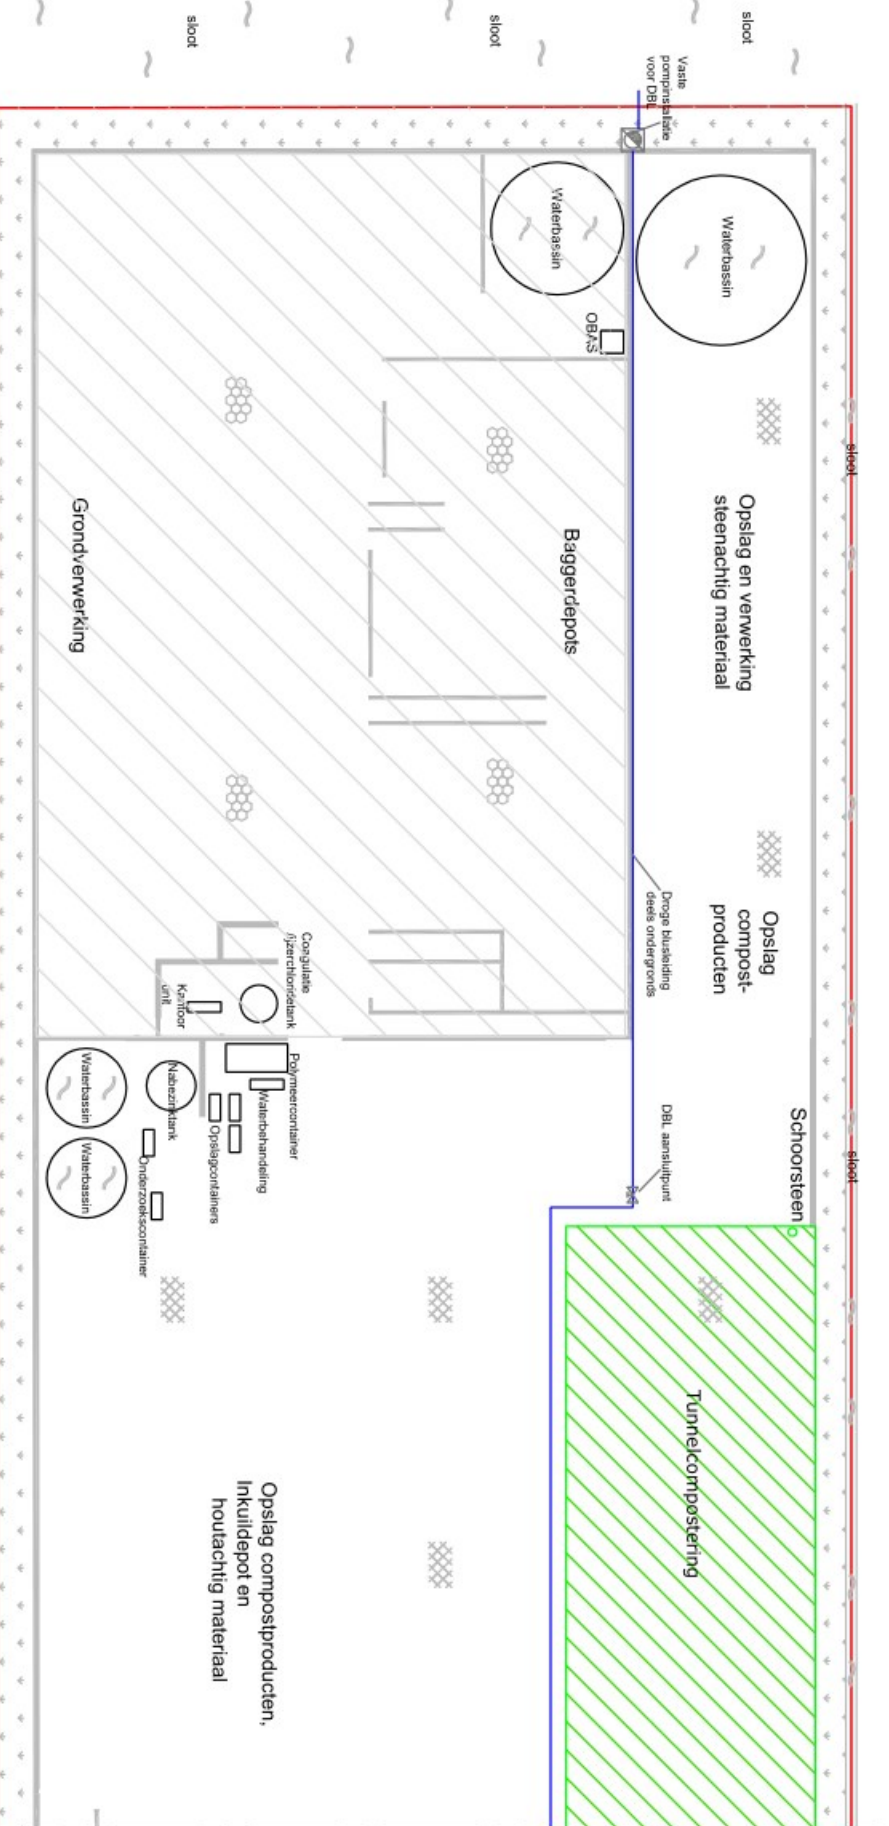 sloot
sloot
sloot
Vaste
pompinstallatie
voor DBL
Waterbassin
Waterbassin
OBAS
sloot
Opslag en verwerking
steenachtig materiaal
Baggerdepots
Grondverwerking
Droge blusleiding
deels ondergronds
Opslag
compost-
producten
Coagulatie
/ijzerchloridetank
Kantoor
unit
Polymeercontainer
Waterbehandeling
Opslagcontainers
Nabezinktank
Onderzoekscontainer
Waterbassin
Waterbassin
DBL aansluitpunt
Schoorsteen
sloot
Tunnelcompostering
Opslag compostproducten,
Inkuildepot en
houtachtig materiaal